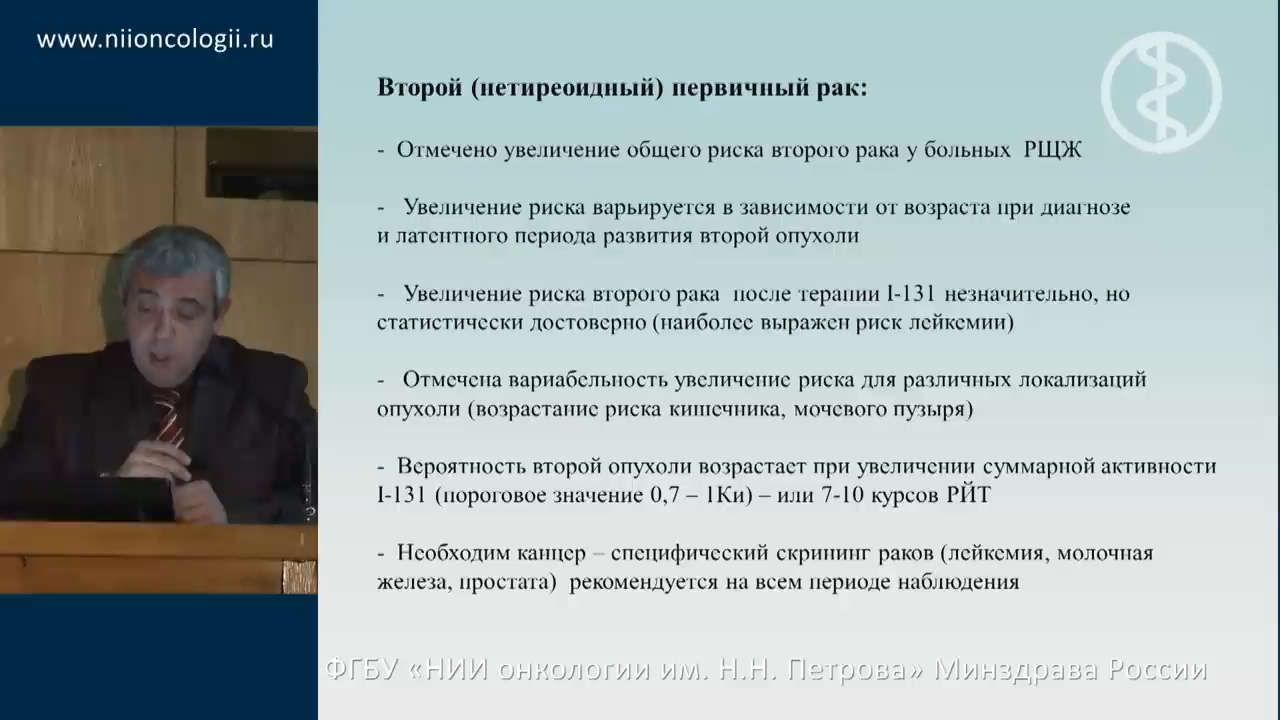 www.niioncologii.ru
Второй (нетиреоидный) первичный рак:
- Отмечено увеличение общего риска второго рака у больных РЩЖ
- Увеличение риска варьируется в зависимости от возраста при диагнозе
и латентного периода развития второй опухоли
- Увеличение риска второго рака после терапии I-131 незначительно, но
статистически достоверно (наиболее выражен риск лейкемии)
- Отмечена вариабельность увеличение риска для различных локализаций
опухоли (возрастание риска кишечника, мочевого пузыря)
- Вероятность второй опухоли возрастает при увеличении суммарной активности
I-131 (пороговое значение 0,7 – 1Ки) – или 7-10 курсов РЙТ
- Необходим канцер – специфический скрининг раков (лейкемия, молочная
железа, простата) рекомендуется на всем периоде наблюдения
ФГБУ «НИИ онкологии им. Н.Н. Петрова» Минздрава России